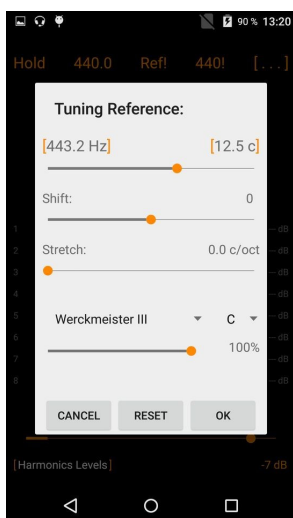 90 % 13:20
Hold 440.0 Ref! 440! [...]
Tuning Reference:
[443.2 Hz] [12.5 c]
Shift: 0
Stretch: 0.0 c/oct
Werckmeister III C
100%
CANCEL RESET OK
1 dB
2 dB
3 dB
4 dB
5 dB
6 dB
7 dB
8
[Harmonics Levels] -7 dB